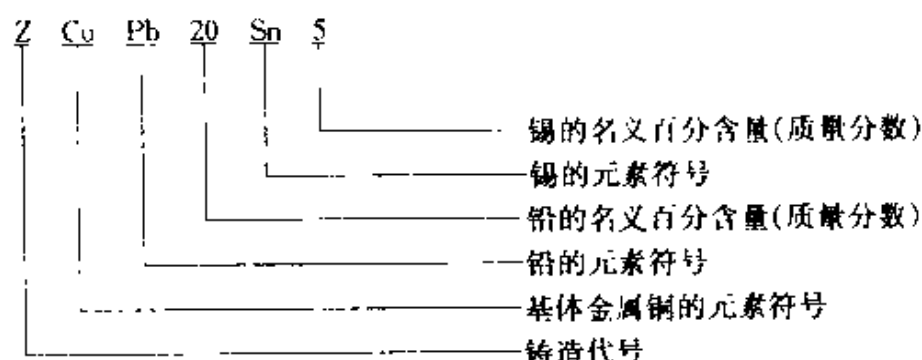 Z Cu Pb 20 Sn 5
锡的名义百分含量(质量分数)
锡的元素符号
铅的名义百分含量(质量分数)
铅的元素符号
基体金属铜的元素符号
铸造代号